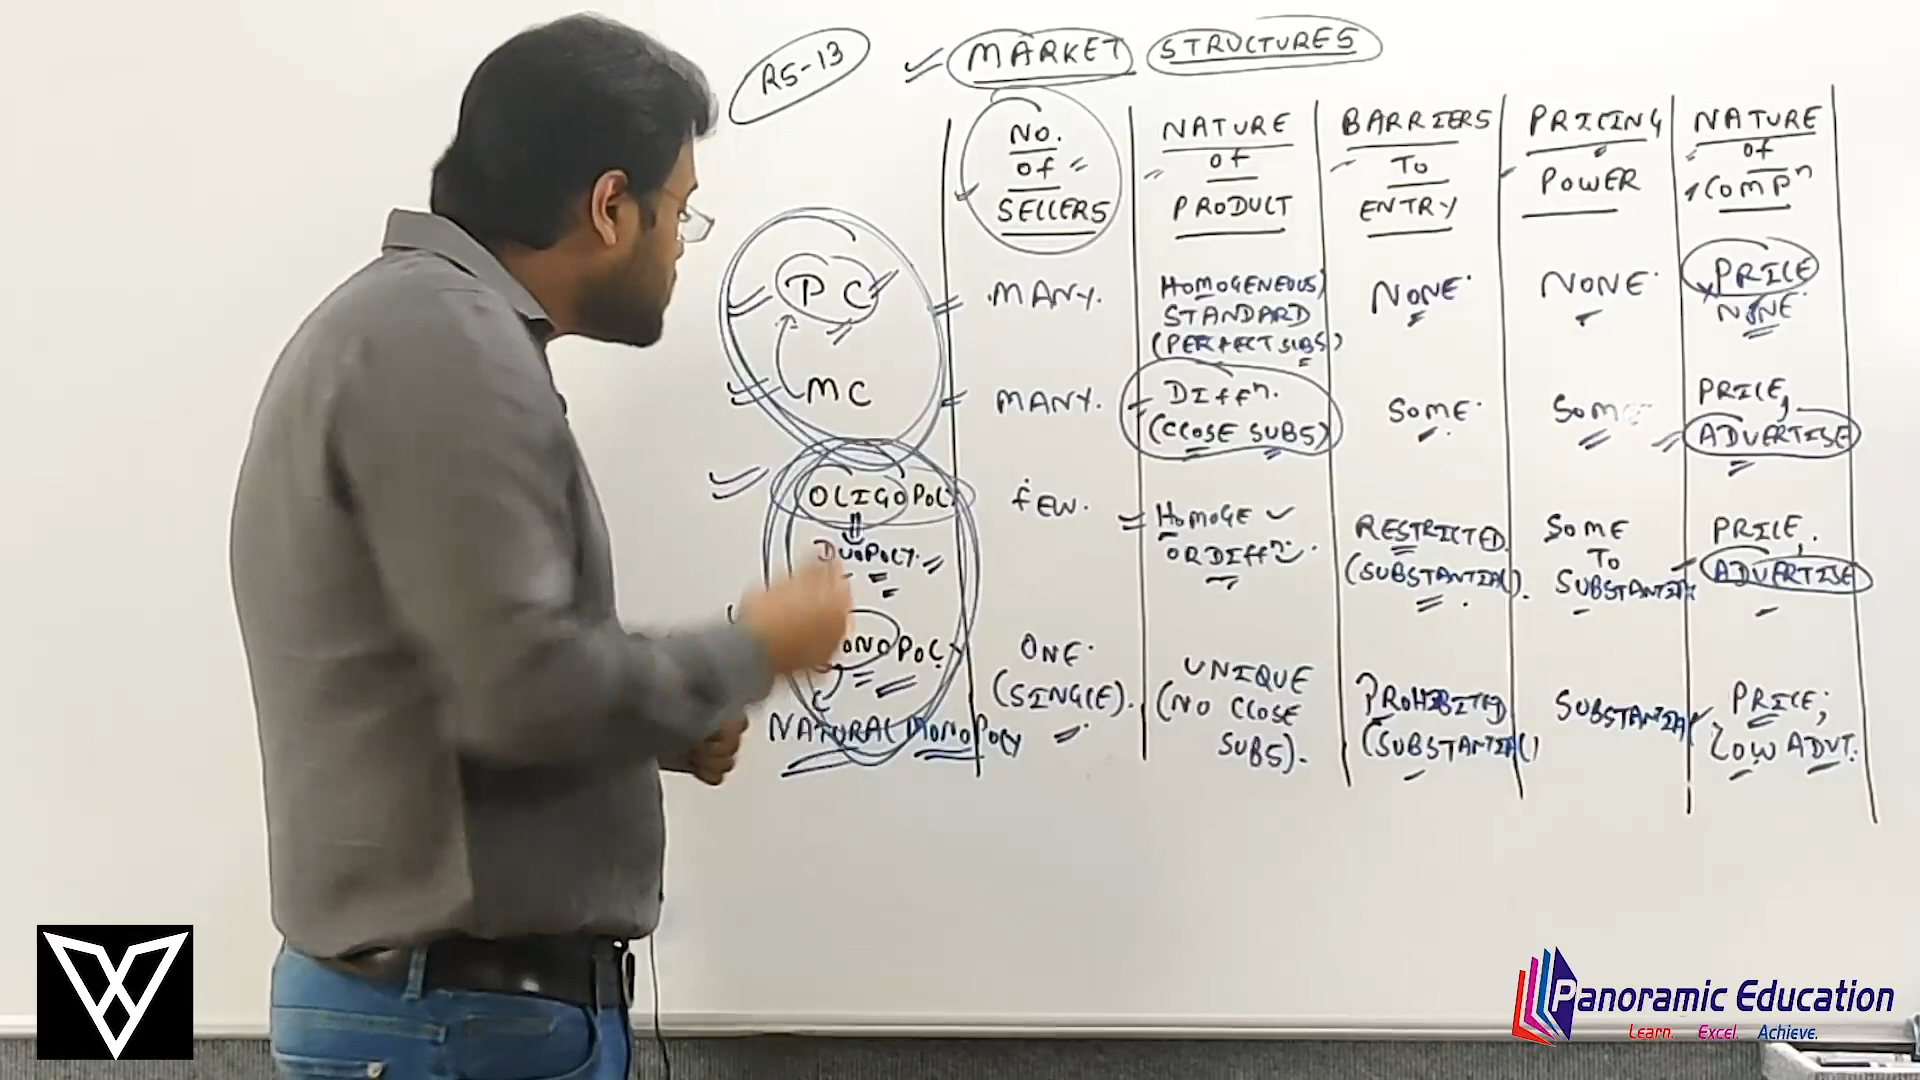 R5-13
MARKET STRUCTURES
NO.
OF
SELLERS
NATURE
OF
PRODUCT
BARRIERS
TO
ENTRY
PRICING
POWER
NATURE
OF
COMPⁿ
PC
MANY.
HOMOGENEOUS/
STANDARD
(PERFECT SUBS)
NONE.
NONE.
PRICE
NONE.
MC
MANY.
DIFFⁿ.
(CLOSE SUBS)
SOME.
SOME
PRICE,
ADVERTISE
OLIGOPOLY
DUOPOLY.
FEW.
HOMOGE
OR DIFFⁿ.
RESTRICTED.
(SUBSTANTIAL).
SOME
TO
SUBSTANTIAL
PRICE,
ADVERTISE
MONOPOLY
NATURAL MONOPOLY
ONE.
(SINGLE).
UNIQUE
(NO CLOSE
SUBS).
PROHIBITED
(SUBSTANTIAL)
SUBSTANTIAL
PRICE;
LOW ADVT.
Panoramic Education
Learn. Excel. Achieve.